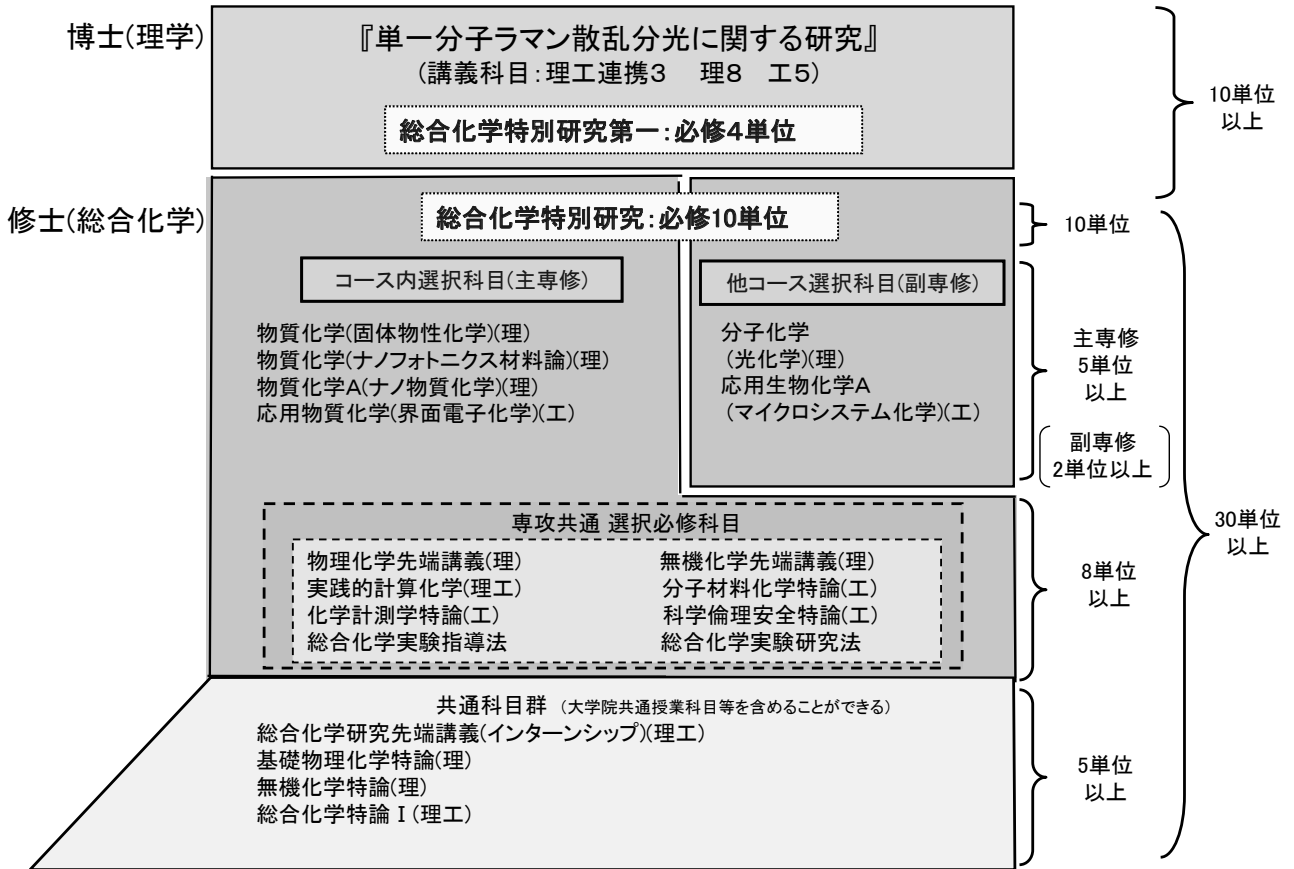 博士(理学)
『単一分子ラマン散乱分光に関する研究』
(講義科目:理工連携3 理8 工5)
総合化学特別研究第一:必修4単位
10単位
以上
修士(総合化学)
総合化学特別研究:必修10単位
10単位
コース内選択科目(主専修)
物質化学(固体物性化学)(理)
物質化学(ナノフォトニクス材料論)(理)
物質化学A(ナノ物質化学)(理)
応用物質化学(界面電子化学)(工)
他コース選択科目(副専修)
分子化学
(光化学)(理)
応用生物化学A
(マイクロシステム化学)(工)
主専修
5単位
以上
副専修
2単位以上
専攻共通 選択必修科目
物理化学先端講義(理) 無機化学先端講義(理)
実践的計算化学(理工) 分子材料化学特論(工)
化学計測学特論(工) 科学倫理安全特論(工)
総合化学実験指導法 総合化学実験研究法
8単位
以上
30単位
以上
共通科目群 (大学院共通授業科目等を含めることができる)
総合化学研究先端講義(インターンシップ)(理工)
基礎物理化学特論(理)
無機化学特論(理)
総合化学特論Ⅰ(理工)
5単位
以上